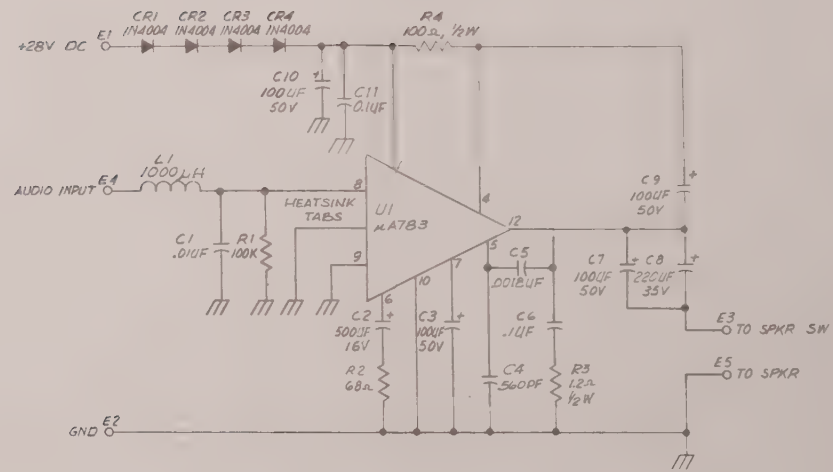 CR1 CR2 CR3 CR4
1N4004 1N4004 1N4004 1N4004
+28V DC E1
R4
100Ω, ½W
C10
100UF
50V
C11
0.1UF
L1
1000μH
AUDIO INPUT E4
C1
.01UF
R1
100K
HEATSINK
TABS
8
9
U1
μA783
4
12
5
7
10
6
C9
100UF
50V
C5
.0018UF
C7
100UF
50V
C8
220UF
35V
C2
500UF
16V
C3
100UF
50V
C6
.1UF
R2
68Ω
C4
560PF
R3
1.2Ω
½W
E3
TO SPKR SW
E5
TO SPKR
GND E2